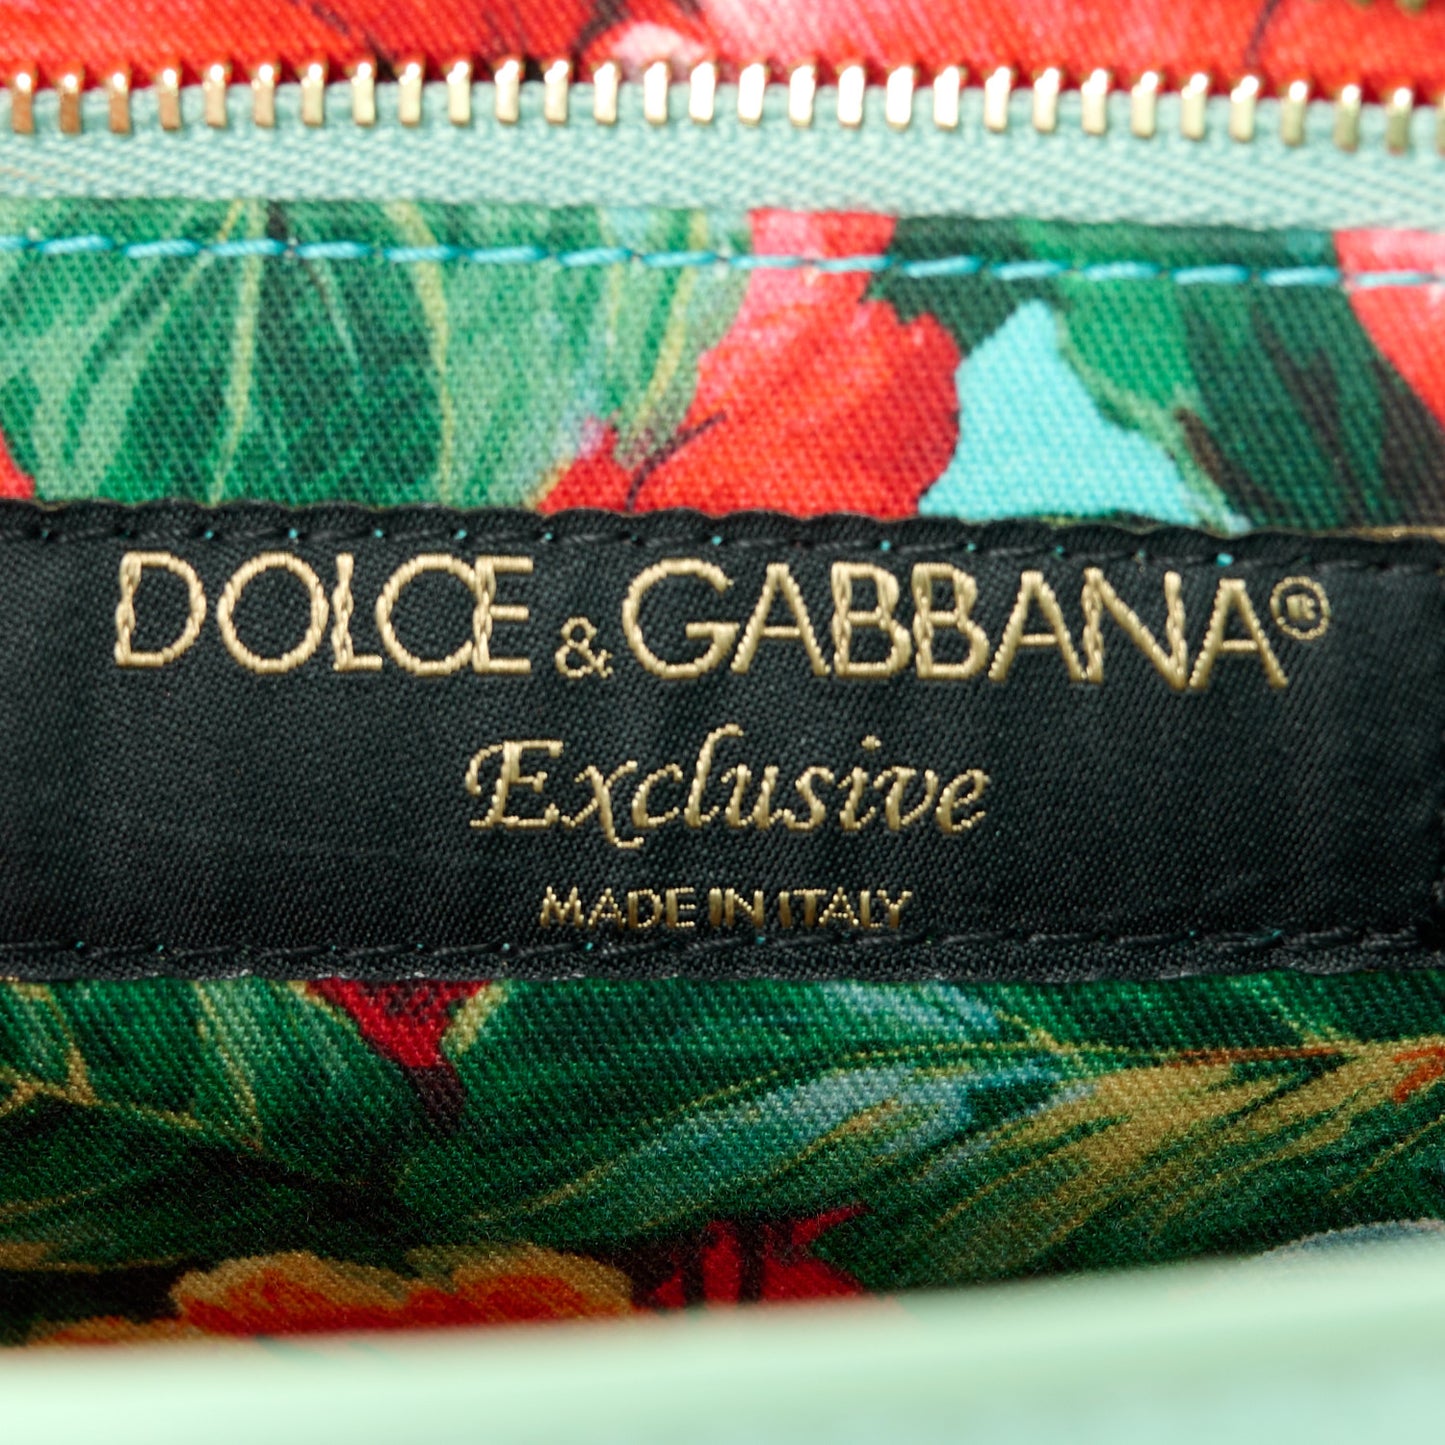 DOLCE & GABBANA®
Exclusive
MADE IN ITALY